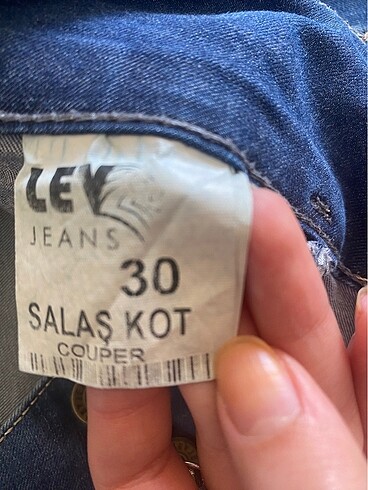 LEV
JEANS
30
SALAŞ KOT
COUPER